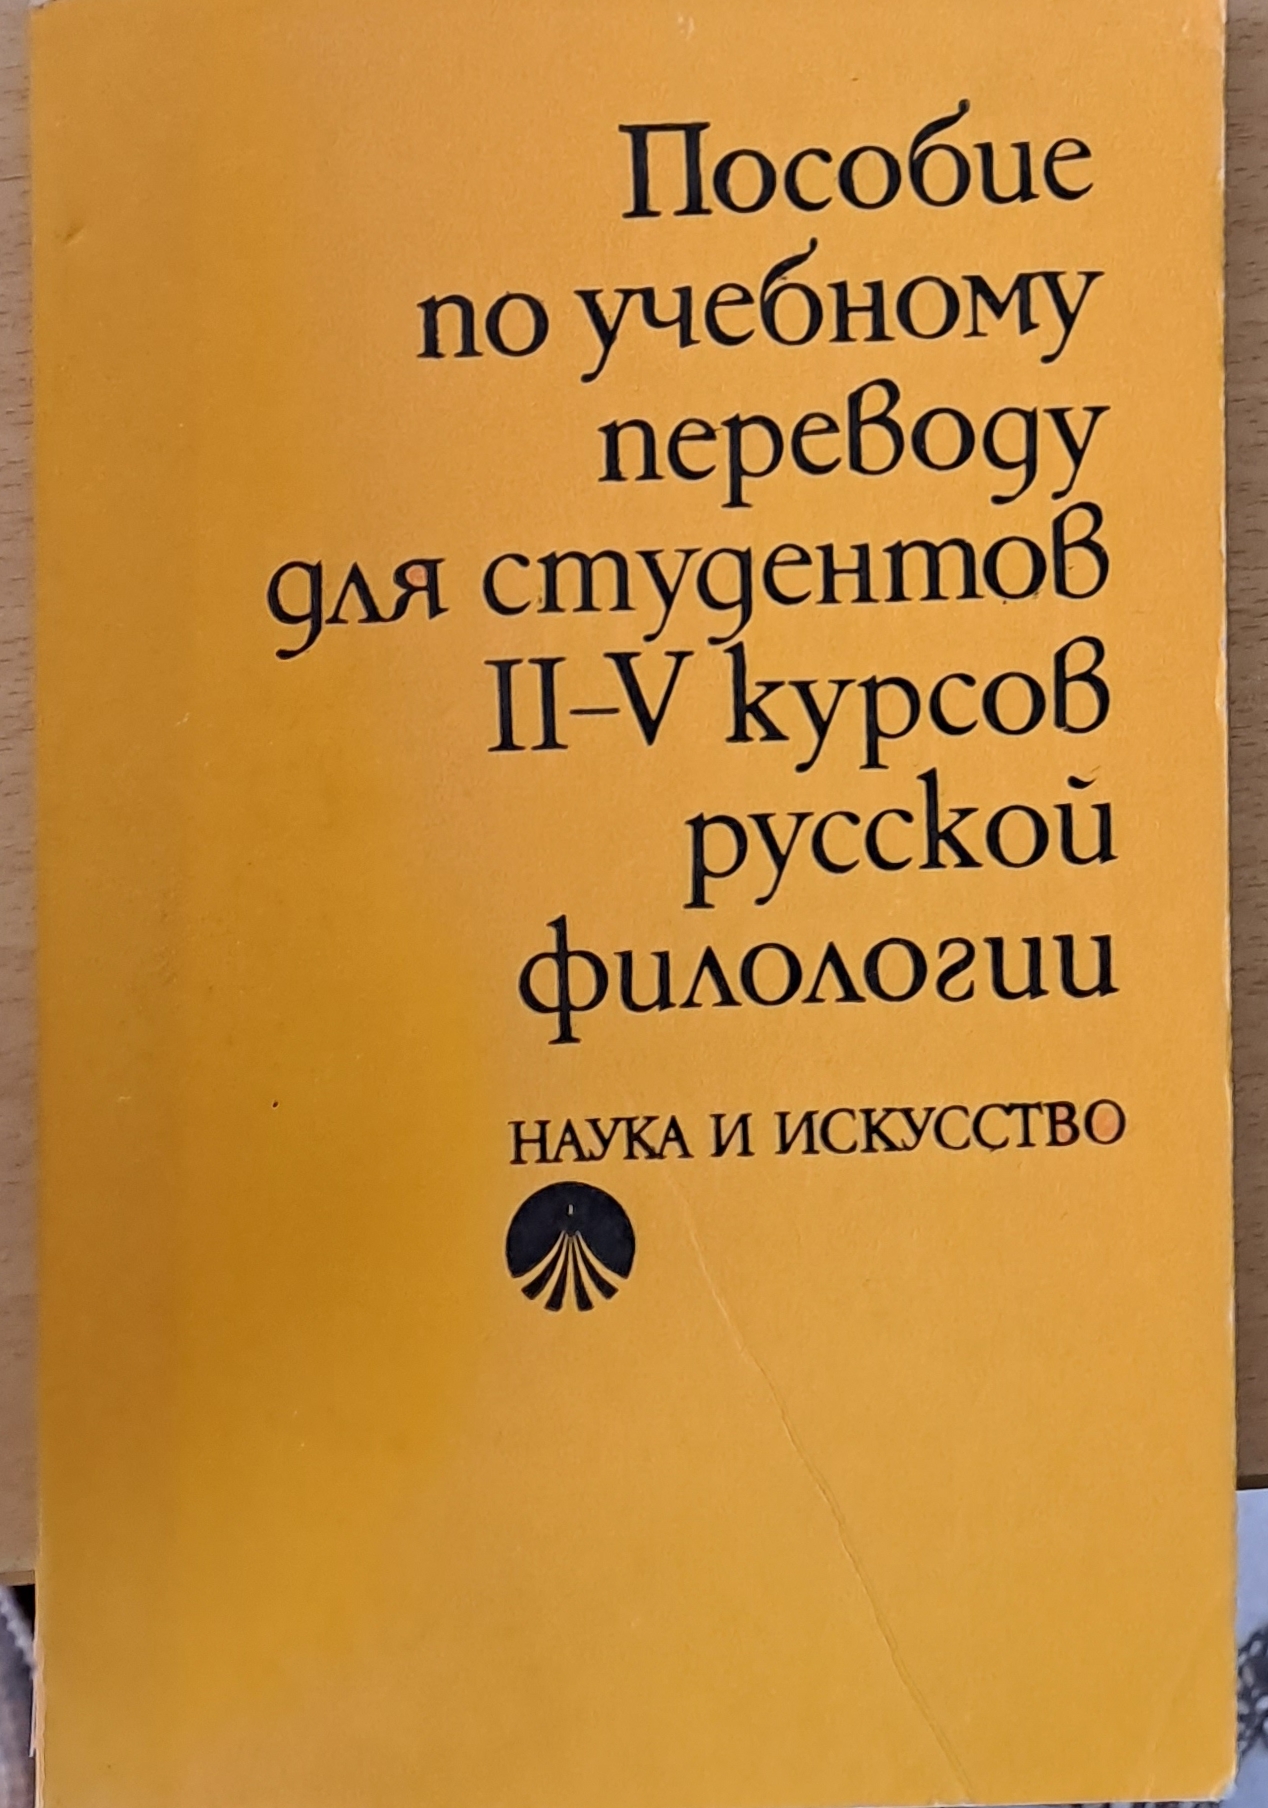 Пособие
по учебному
переводу
для студентов
II–V курсов
русской
филологии
НАУКА И ИСКУССТВО